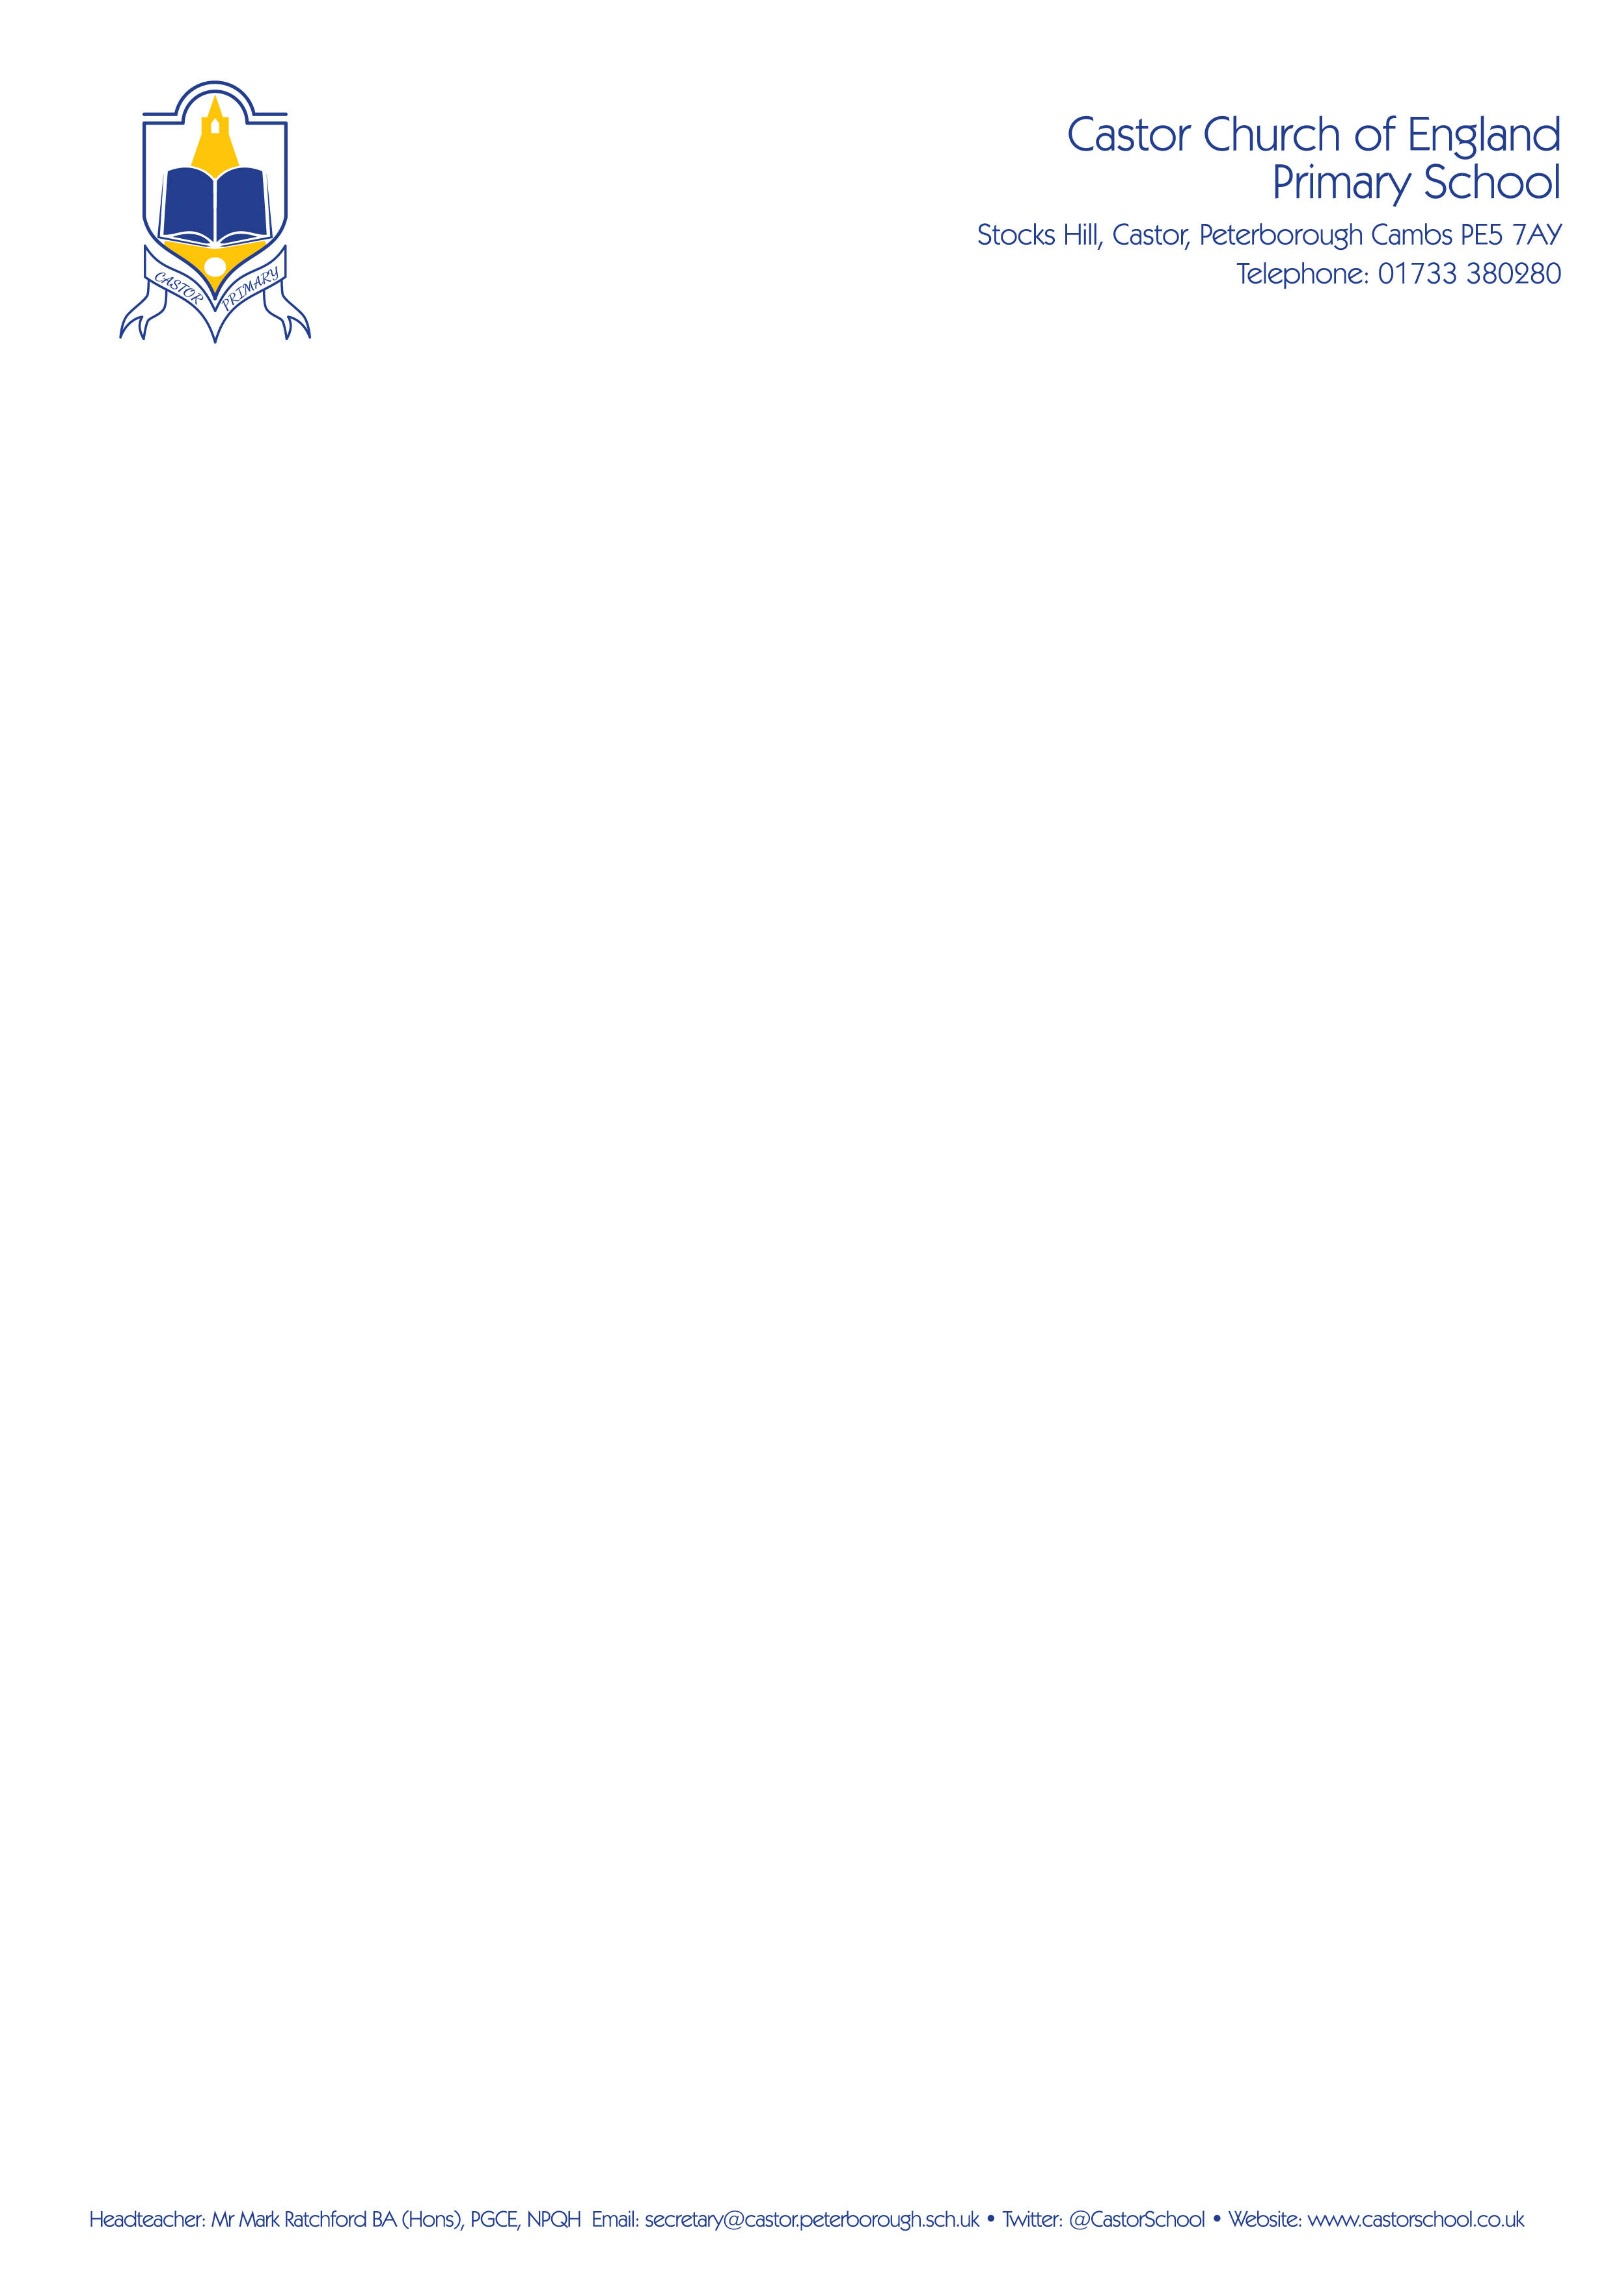 CASTOR PRIMARY
Castor Church of England
Primary School
Stocks Hill, Castor, Peterborough Cambs PE5 7AY
Telephone: 01733 380280
Headteacher: Mr Mark Ratchford BA (Hons), PGCE, NPQH Email: secretary@castor.peterborough.sch.uk • Twitter: @CastorSchool • Website: www.castorschool.co.uk